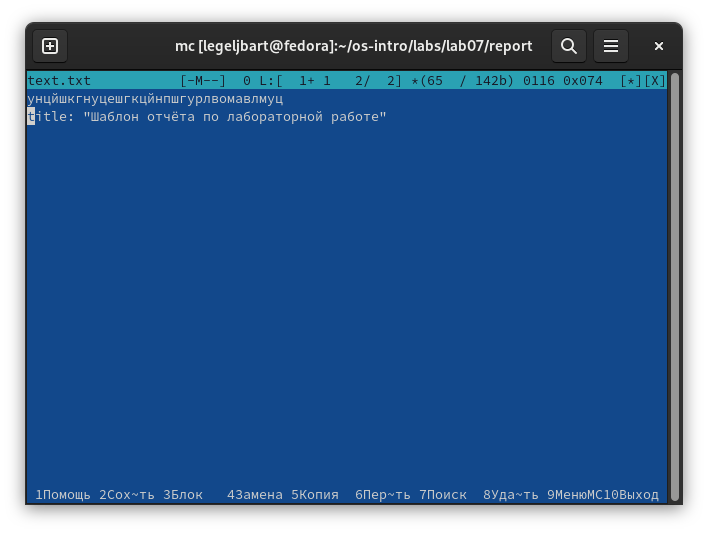 mc [legeljbart@fedora]:~/os-intro/labs/lab07/report
text.txt [-M--] 0 L:[ 1+ 1 2/ 2] *(65 / 142b) 0116 0x074 [*][X]
унцйшкгнуцешгкцйнпшгурлвомавлмуц
title: "Шаблон отчёта по лабораторной работе"
1Помощь 2Сох~ть 3Блок 4Замена 5Копия 6Пер~ть 7Поиск 8Уда~ть 9МенюMC10Выход